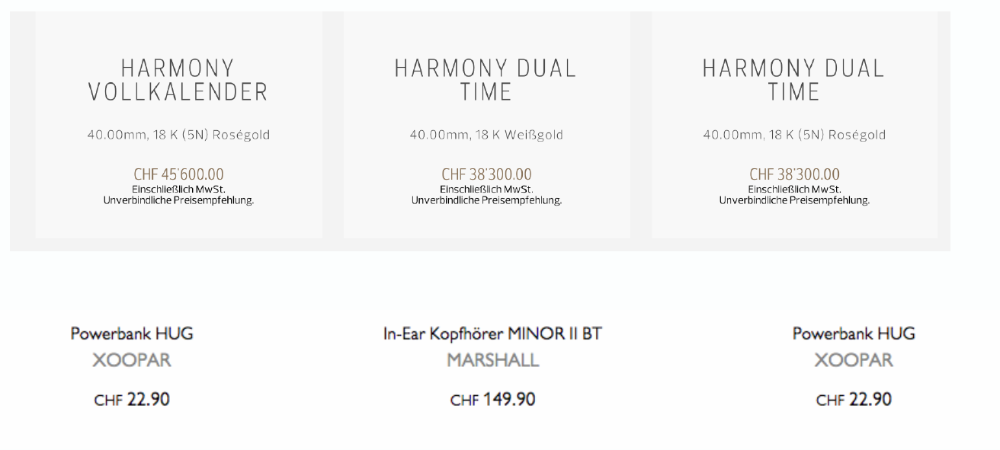 HARMONY
VOLLKALENDER
40.00mm, 18 K (5N) Roségold
CHF 45'600.00
Einschließlich MwSt.
Unverbindliche Preisempfehlung.
HARMONY DUAL
TIME
40.00mm, 18 K Weißgold
CHF 38'300.00
Einschließlich MwSt.
Unverbindliche Preisempfehlung.
HARMONY DUAL
TIME
40.00mm, 18 K (5N) Roségold
CHF 38'300.00
Einschließlich MwSt.
Unverbindliche Preisempfehlung.
Powerbank HUG
XOOPAR
CHF 22.90
In-Ear Kopfhörer MINOR II BT
MARSHALL
CHF 149.90
Powerbank HUG
XOOPAR
CHF 22.90